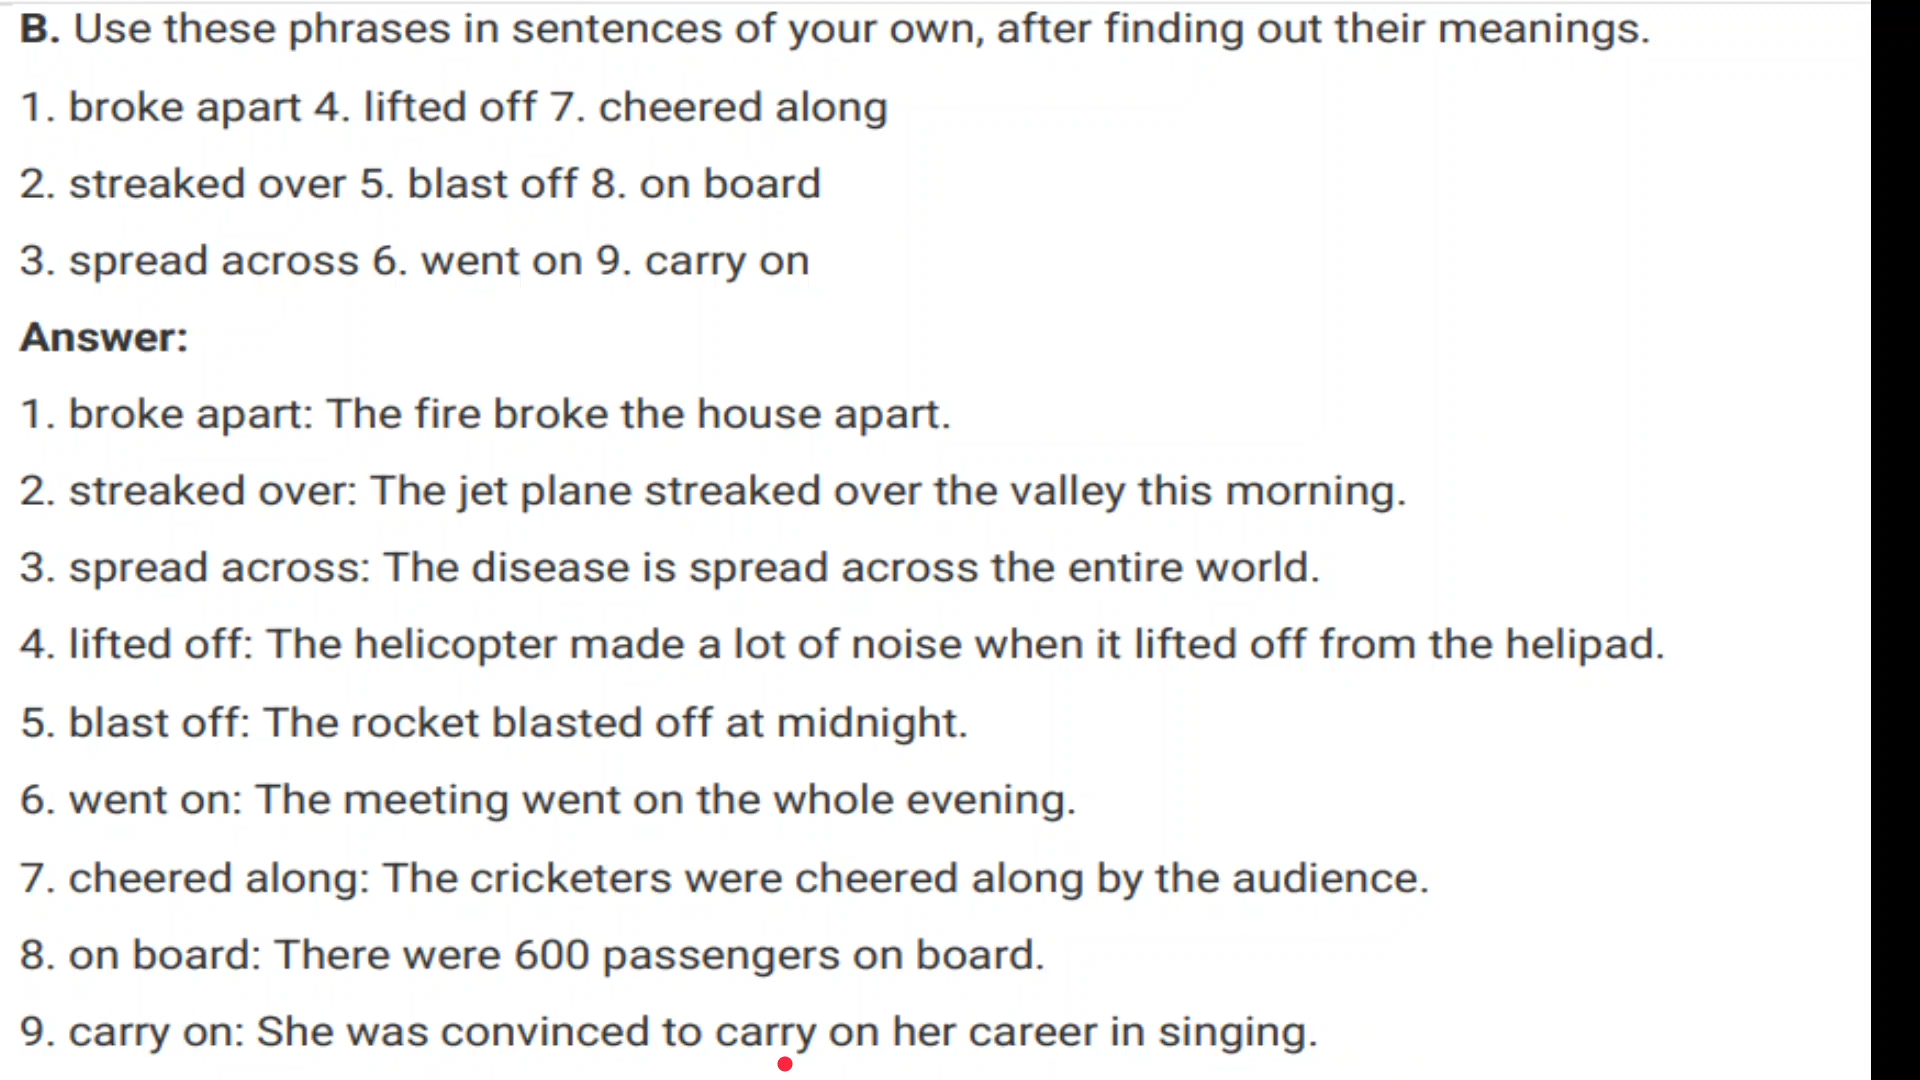 B. Use these phrases in sentences of your own, after finding out their meanings.
1. broke apart 4. lifted off 7. cheered along
2. streaked over 5. blast off 8. on board
3. spread across 6. went on 9. carry on
Answer:
1. broke apart: The fire broke the house apart.
2. streaked over: The jet plane streaked over the valley this morning.
3. spread across: The disease is spread across the entire world.
4. lifted off: The helicopter made a lot of noise when it lifted off from the helipad.
5. blast off: The rocket blasted off at midnight.
6. went on: The meeting went on the whole evening.
7. cheered along: The cricketers were cheered along by the audience.
8. on board: There were 600 passengers on board.
9. carry on: She was convinced to carry on her career in singing.